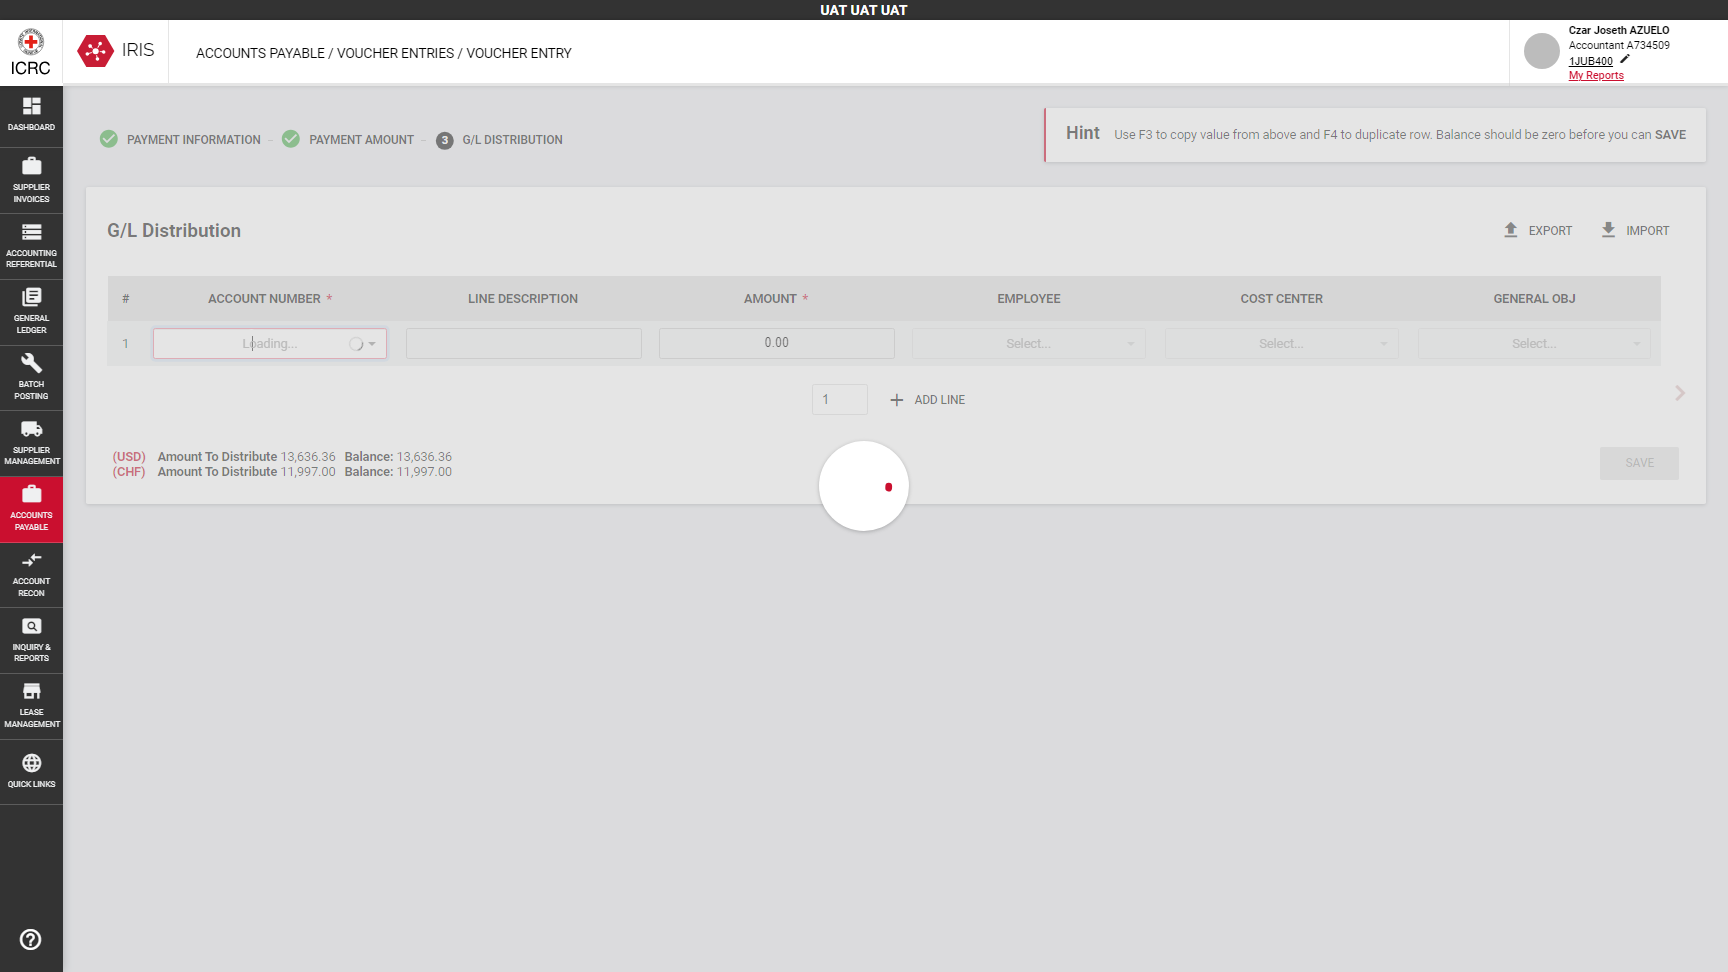 UAT UAT UAT
ICRC
IRIS
ACCOUNTS PAYABLE / VOUCHER ENTRIES / VOUCHER ENTRY
Czar Joseth AZUELO
Accountant A734509
1JUB400
My Reports
DASHBOARD
SUPPLIER
INVOICES
ACCOUNTING
REFERENTIAL
GENERAL
LEDGER
BATCH
POSTING
SUPPLIER
MANAGEMENT
ACCOUNTS
PAYABLE
ACCOUNT
RECON
INQUIRY &
REPORTS
LEASE
MANAGEMENT
QUICK LINKS
PAYMENT INFORMATION – PAYMENT AMOUNT – 3 G/L DISTRIBUTION
Hint Use F3 to copy value from above and F4 to duplicate row. Balance should be zero before you can SAVE
G/L Distribution
EXPORT IMPORT
# ACCOUNT NUMBER * LINE DESCRIPTION AMOUNT * EMPLOYEE COST CENTER GENERAL OBJ
1 Loading... 0.00 Select... Select... Select...
1 + ADD LINE
(USD) Amount To Distribute 13,636.36 Balance: 13,636.36
(CHF) Amount To Distribute 11,997.00 Balance: 11,997.00
SAVE